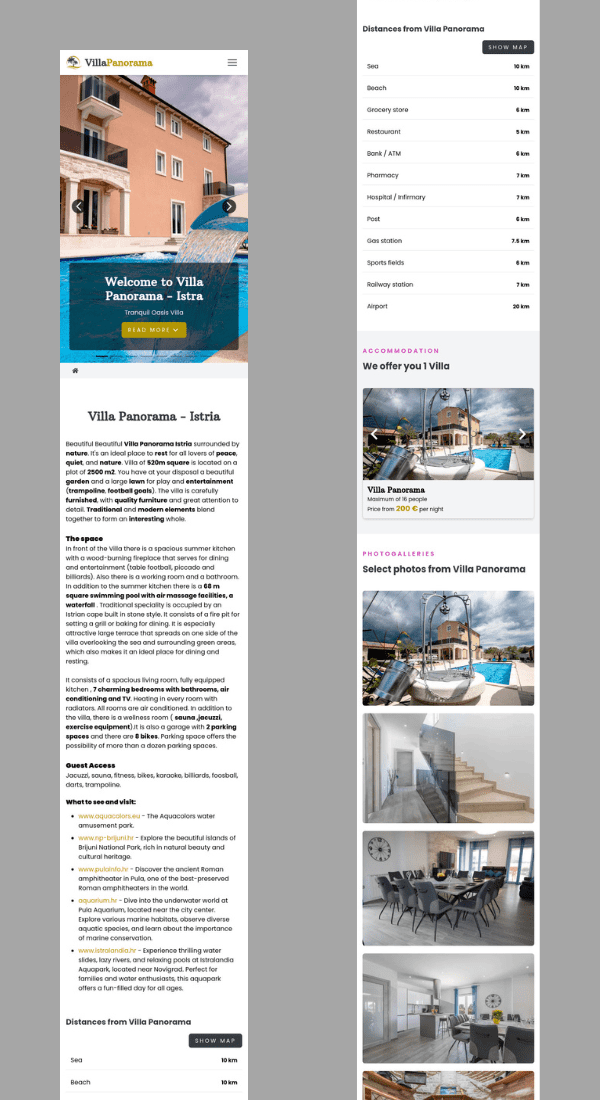 VillaPanorama
Welcome to Villa
Panorama - Istra
Tranquil Oasis Villa
READ MORE
Villa Panorama - Istria
Beautiful Beautiful Villa Panorama Istria surrounded by
nature. It's an ideal place to rest for all lovers of peace,
quiet, and nature. Villa of 520m square is located on a
plot of 2500 m2. You have at your disposal a beautiful
garden and a large lawn for play and entertainment
(trampoline, football goals). The villa is carefully
furnished, with quality furniture and great attention to
detail. Traditional and modern elements blend
together to form an interesting whole.
The space
In front of the Villa there is a spacious summer kitchen
with a wood-burning fireplace that serves for dining
and entertainment (table football, piccado and
billiards). Also there is a working room and a bathroom.
In addition to the summer kitchen there is a 68 m
square swimming pool with air massage facilities, a
waterfall . Traditional speciality is occupied by an
Istrian cape built in stone style. It consists of a fire pit for
setting a grill or baking for dining. It is especially
attractive large terrace that spreads on one side of the
villa overlooking the sea and surrounding green areas,
which also makes it an ideal place for dining and
resting.
It consists of a spacious living room, fully equipped
kitchen , 7 charming bedrooms with bathrooms, air
conditioning and TV. Heating in every room with
radiators. All rooms are air conditioned. In addition to
the villa, there is a wellness room ( sauna ,jacuzzi,
exercise equipment).It is also a garage with 2 parking
spaces and there are 8 bikes. Parking space offers the
possibility of more than a dozen parking spaces.
Guest Access
Jacuzzi, sauna, fitness, bikes, karaoke, billiards, foosball,
darts, trampoline.
What to see and visit:
• www.aquacolors.eu - The Aquacolors water
amusement park.
• www.np-brijuni.hr - Explore the beautiful islands of
Brijuni National Park, rich in natural beauty and
cultural heritage.
• www.pulainfo.hr - Discover the ancient Roman
amphitheater in Pula, one of the best-preserved
Roman amphitheaters in the world.
• aquarium.hr - Dive into the underwater world at
Pula Aquarium, located near the city center.
Explore various marine habitats, observe diverse
aquatic species, and learn about the importance
of marine conservation.
• www.istralandia.hr - Experience thrilling water
slides, lazy rivers, and relaxing pools at Istralandia
Aquapark, located near Novigrad. Perfect for
families and water enthusiasts, this aquapark
offers a fun-filled day for all ages.
Distances from Villa Panorama
SHOW MAP
Sea 10 km
Beach 10 km
Distances from Villa Panorama
SHOW MAP
Sea 10 km
Beach 10 km
Grocery store 6 km
Restaurant 5 km
Bank / ATM 6 km
Pharmacy 7 km
Hospital / Infirmary 7 km
Post 6 km
Gas station 7.5 km
Sports fields 6 km
Railway station 7 km
Airport 20 km
ACCOMMODATION
We offer you 1 Villa
Villa Panorama
Maximum of 16 people
Price from 200 € per night
PHOTOGALLERIES
Select photos from Villa Panorama